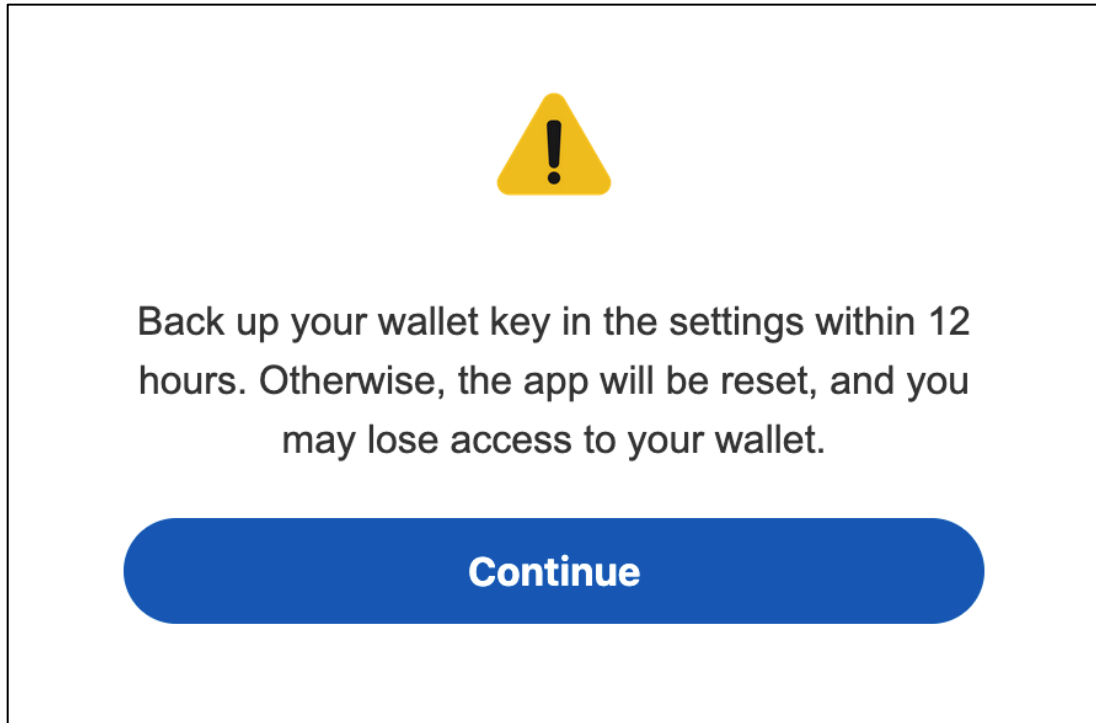 Back up your wallet key in the settings within 12
hours. Otherwise, the app will be reset, and you
may lose access to your wallet.
Continue